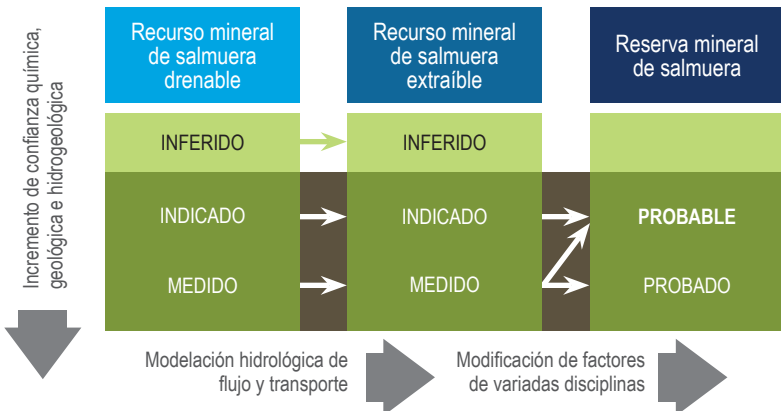 Incremento de confianza química,
geológica e hidrogeológica
Recurso mineral
de salmuera
drenable
Recurso mineral
de salmuera
extraíble
Reserva mineral
de salmuera
INFERIDO
INFERIDO
INDICADO
INDICADO
PROBABLE
MEDIDO
MEDIDO
PROBADO
Modelación hidrológica de
flujo y transporte
Modificación de factores
de variadas disciplinas